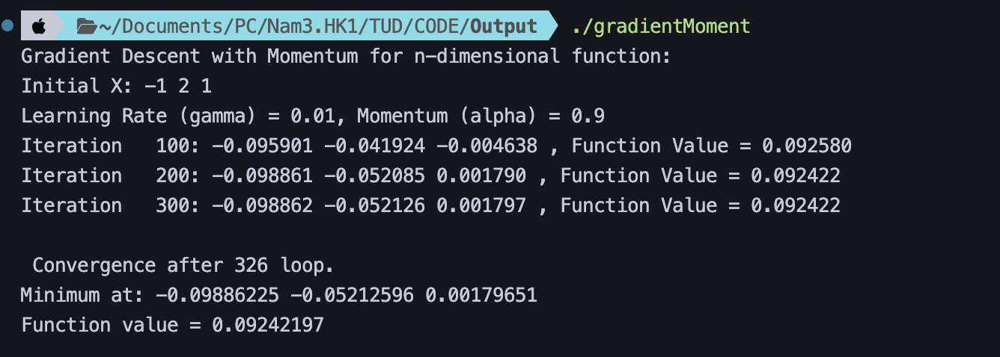 ~/Documents/PC/Nam3.HK1/TUD/CODE/Output ./gradientMoment
Gradient Descent with Momentum for n-dimensional function:
Initial X: -1 2 1
Learning Rate (gamma) = 0.01, Momentum (alpha) = 0.9
Iteration   100: -0.095901 -0.041924 -0.004638 , Function Value = 0.092580
Iteration   200: -0.098861 -0.052085 0.001790 , Function Value = 0.092422
Iteration   300: -0.098862 -0.052126 0.001797 , Function Value = 0.092422
 Convergence after 326 loop.
Minimum at: -0.09886225 -0.05212596 0.00179651
Function value = 0.09242197